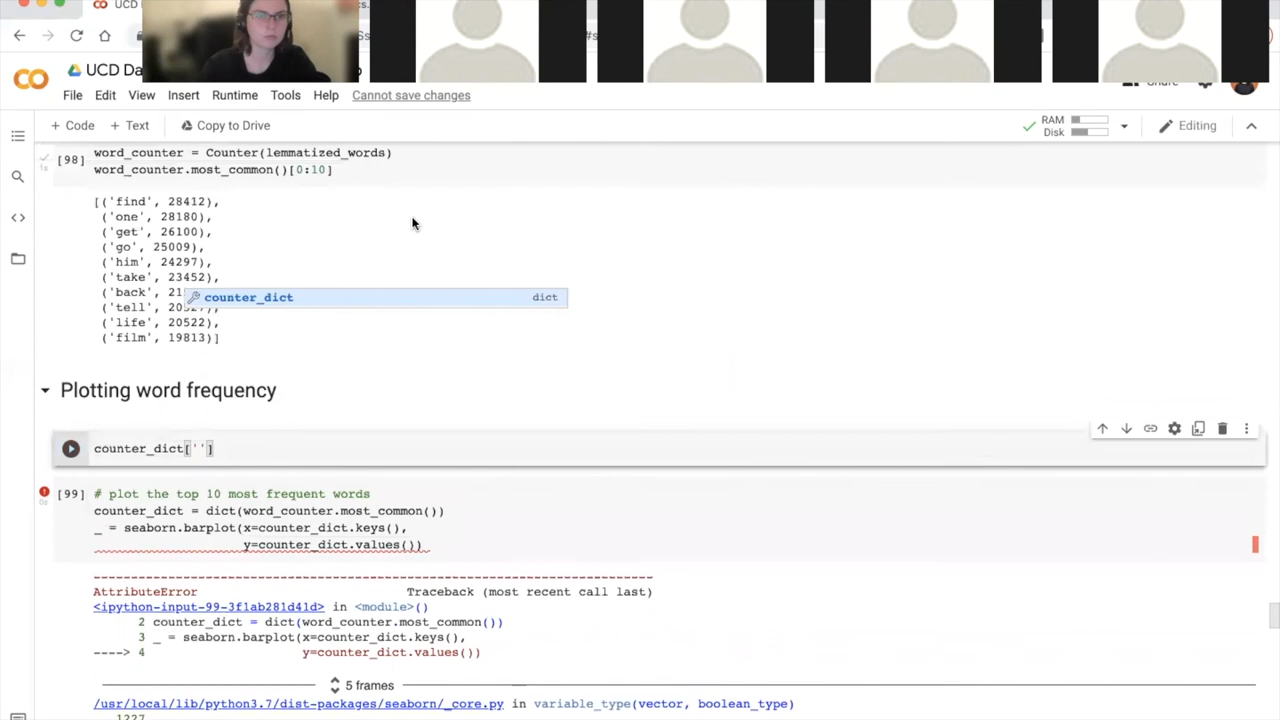 UCD Da
UCD Da
File Edit View Insert Runtime Tools Help Cannot save changes
+ Code + Text Copy to Drive RAM Disk Editing
[98] word_counter = Counter(lemmatized_words)
word_counter.most_common()[0:10]
1s
[('find', 28412),
('one', 28180),
('get', 26100),
('go', 25009),
('him', 24297),
('take', 23452),
('back', 21
counter_dict dict
('tell', 20
('life', 20522),
('film', 19813)]
Plotting word frequency
counter_dict['']
[99] # plot the top 10 most frequent words
0s
counter_dict = dict(word_counter.most_common())
_ = seaborn.barplot(x=counter_dict.keys(),
y=counter_dict.values())
---------------------------------------------------------------------------
AttributeError Traceback (most recent call last)
<ipython-input-99-3f1ab281d41d> in <module>()
2 counter_dict = dict(word_counter.most_common())
3 _ = seaborn.barplot(x=counter_dict.keys(),
----> 4 y=counter_dict.values())
5 frames
/usr/local/lib/python3.7/dist-packages/seaborn/_core.py in variable_type(vector, boolean_type)
1227